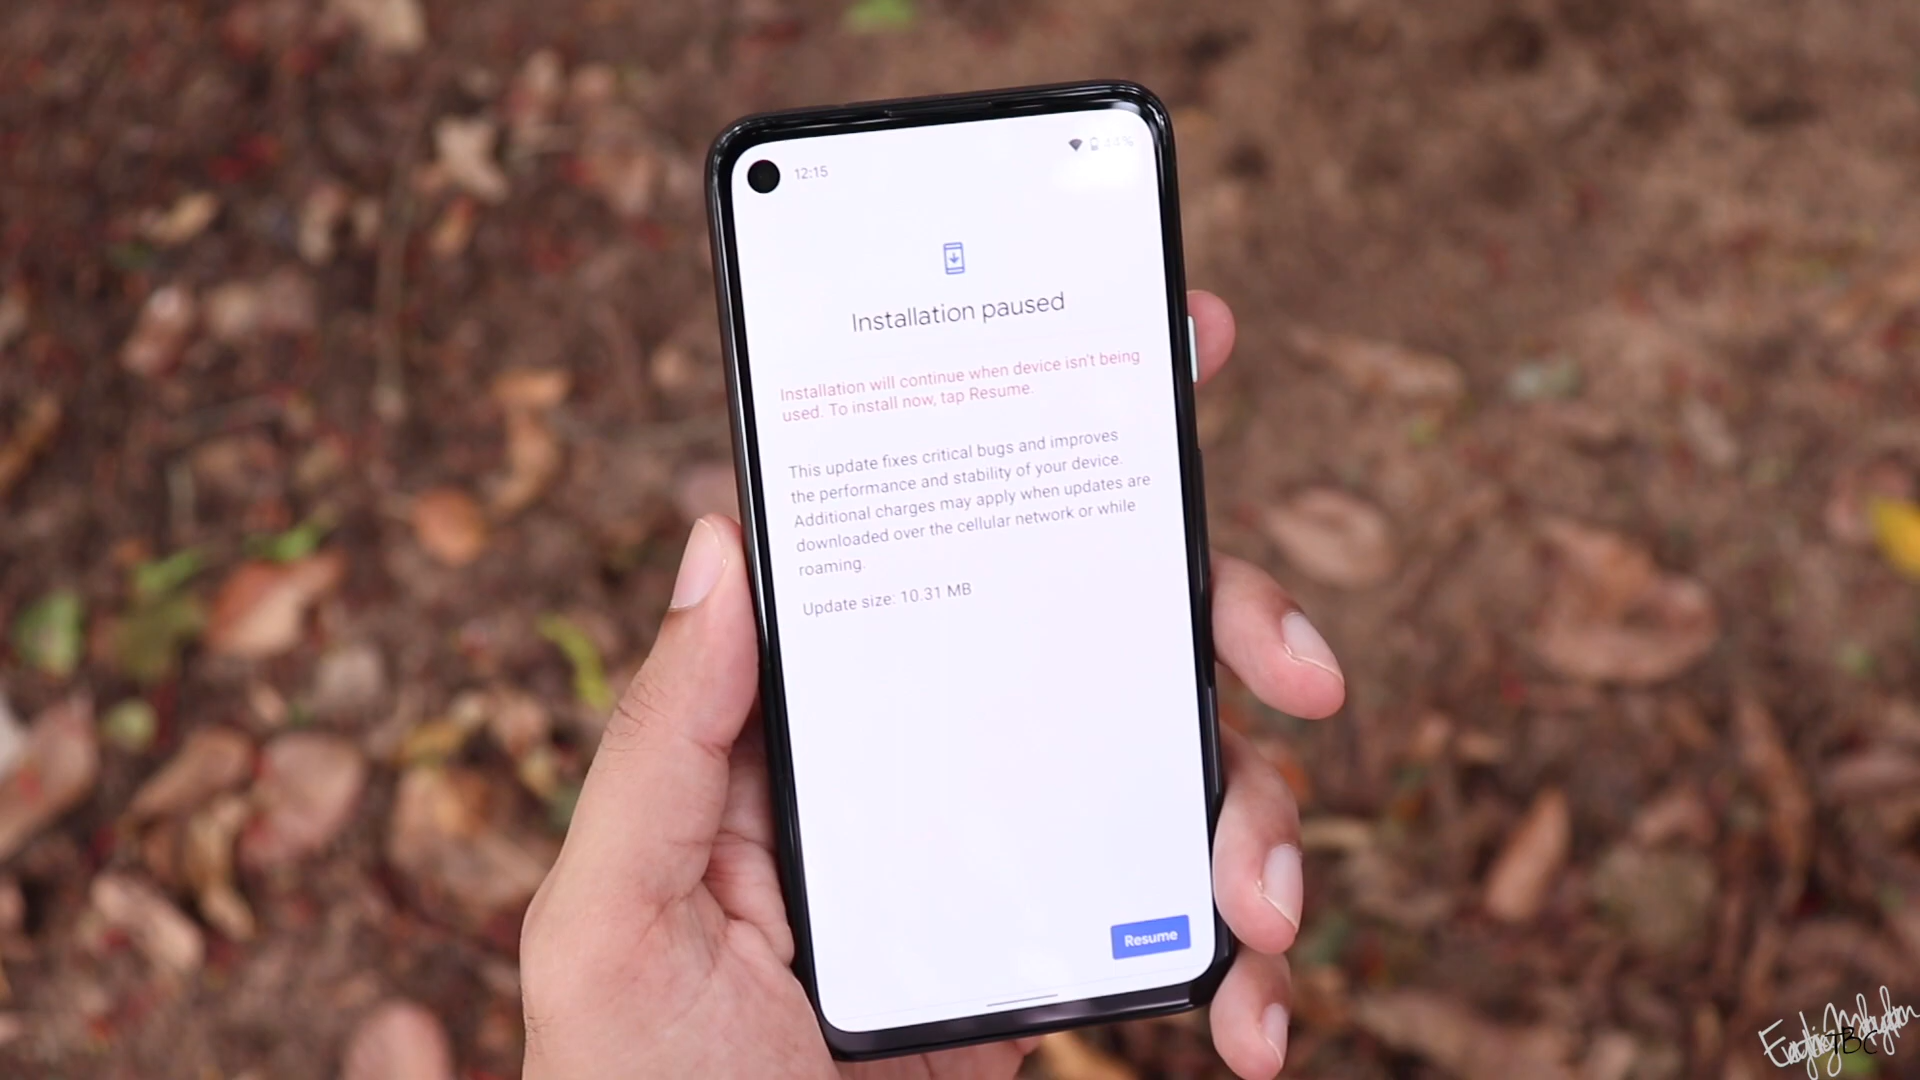 12:15
44%
Installation paused
Installation will continue when device isn't being
used. To install now, tap Resume.
This update fixes critical bugs and improves
the performance and stability of your device.
Additional charges may apply when updates are
downloaded over the cellular network or while
roaming.
Update size: 10.31 MB
Resume
TBC